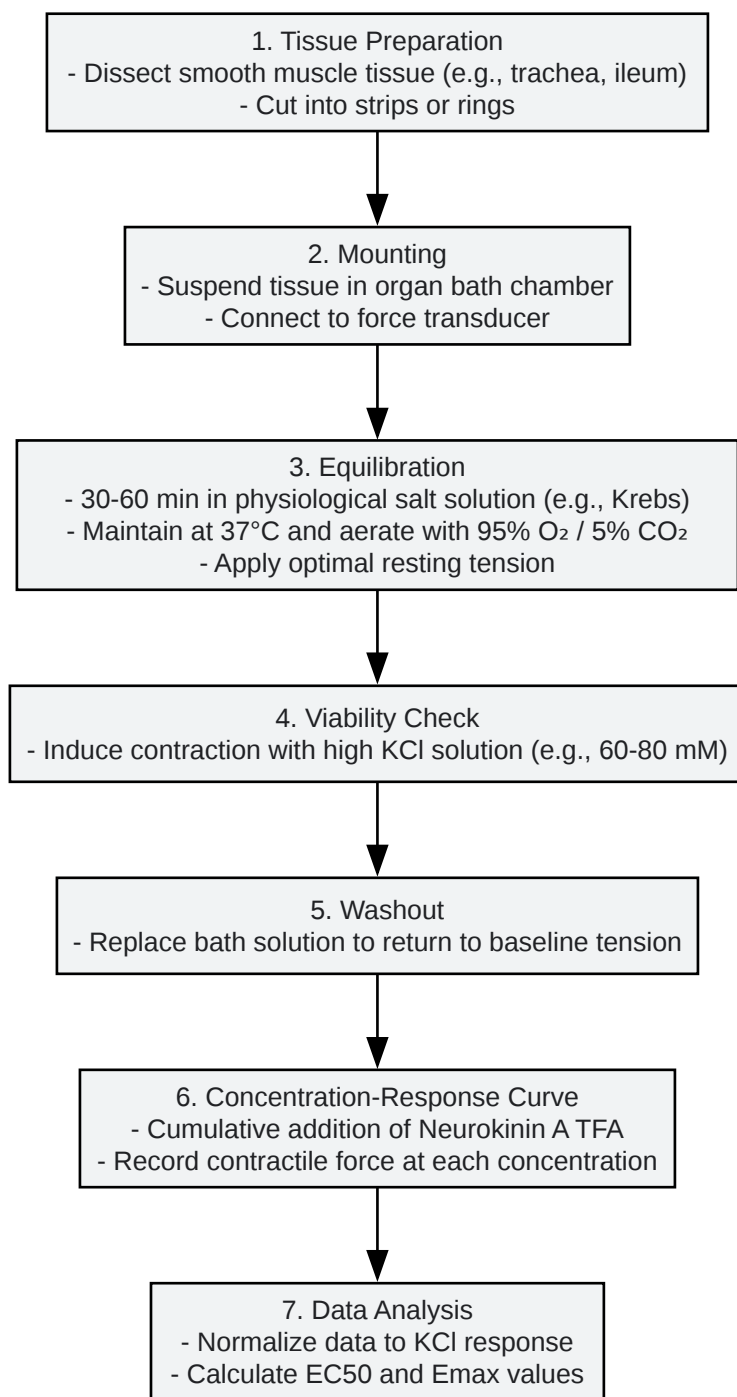 1. Tissue Preparation
- Dissect smooth muscle tissue (e.g., trachea, ileum)
- Cut into strips or rings
2. Mounting
- Suspend tissue in organ bath chamber
- Connect to force transducer
3. Equilibration
- 30-60 min in physiological salt solution (e.g., Krebs)
- Maintain at 37°C and aerate with 95% O₂ / 5% CO₂
- Apply optimal resting tension
4. Viability Check
- Induce contraction with high KCl solution (e.g., 60-80 mM)
5. Washout
- Replace bath solution to return to baseline tension
6. Concentration-Response Curve
- Cumulative addition of Neurokinin A TFA
- Record contractile force at each concentration
7. Data Analysis
- Normalize data to KCl response
- Calculate EC50 and Emax values